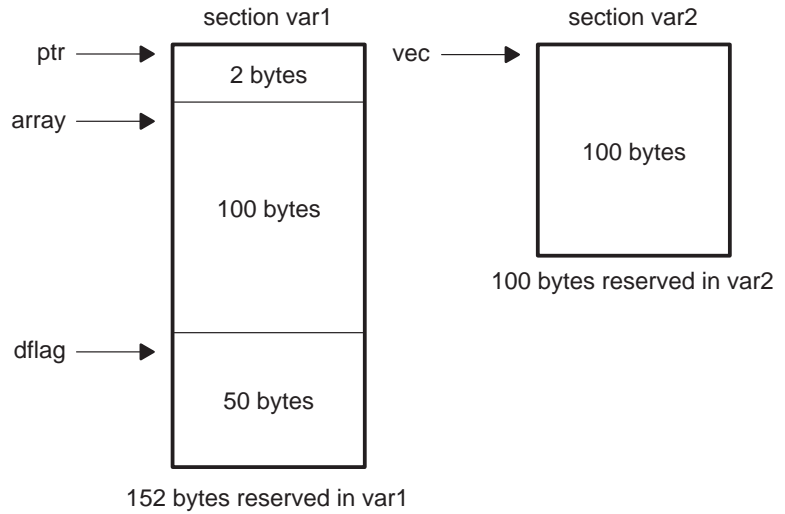 section var1
section var2
ptr
2 bytes
vec
array
100 bytes
100 bytes
100 bytes reserved in var2
dflag
50 bytes
152 bytes reserved in var1